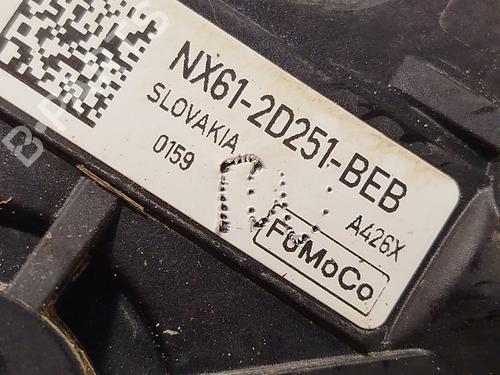 NX61-2D251-BEB
SLOVAKIA
0159
A426X
FoMoCo